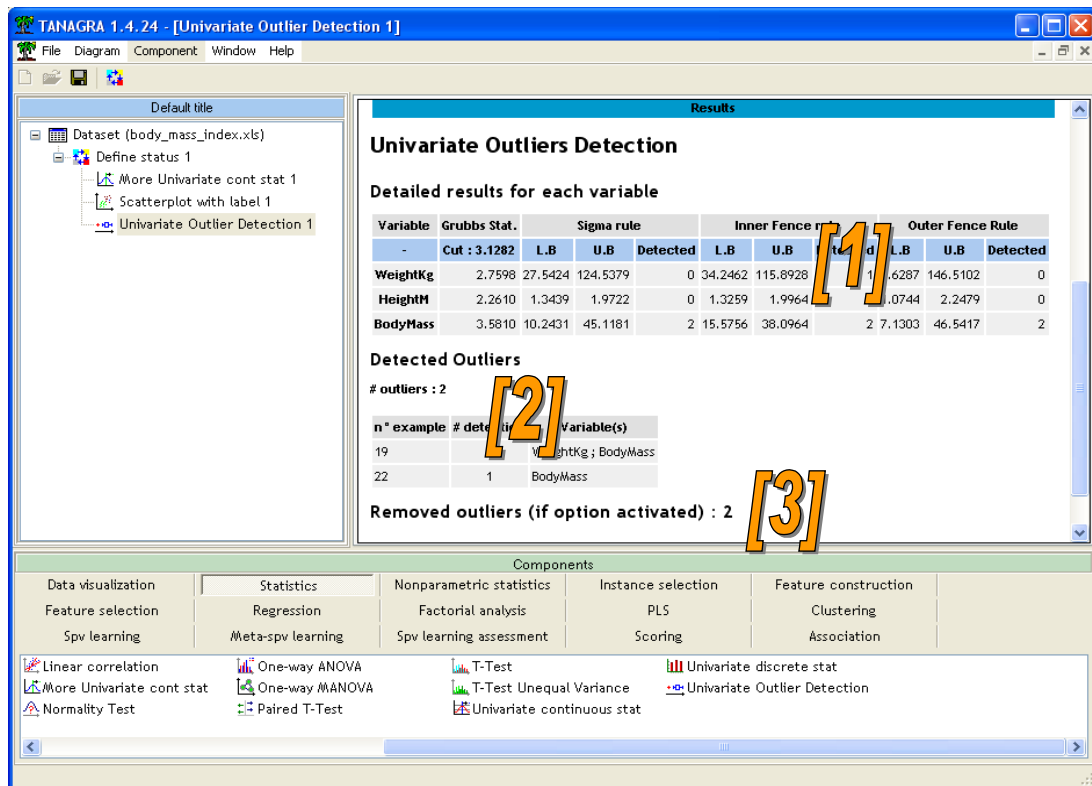 TANAGRA 1.4.24 - [Univariate Outlier Detection 1]
File Diagram Component Window Help
Default title
Dataset (body_mass_index.xls)
Define status 1
More Univariate cont stat 1
Scatterplot with label 1
Univariate Outlier Detection 1
Results
Univariate Outliers Detection
Detailed results for each variable
Variable Grubbs Stat. Sigma rule Inner Fence Outer Fence Rule
- Cut : 3.1282 L.B U.B Detected L.B U.B L.B U.B Detected
WeightKg 2.7598 27.5424 124.5379 0 34.2462 115.8928 146.5102 0
HeightM 2.2610 1.3439 1.9722 0 1.3259 1.9964 2.2479 0
BodyMass 3.5810 10.2431 45.1181 2 15.5756 38.0964 2 7.1303 46.5417 2
[1]
Detected Outliers
# outliers : 2
[2]
n° example # Variable(s)
19 ; BodyMass
22 1 BodyMass
Removed outliers (if option activated) : 2
[3]
Components
Data visualization Statistics Nonparametric statistics Instance selection Feature construction
Feature selection Regression Factorial analysis PLS Clustering
Spv learning Meta-spv learning Spv learning assessment Scoring Association
Linear correlation One-way ANOVA T-Test Univariate discrete stat
More Univariate cont stat One-way MANOVA T-Test Unequal Variance Univariate Outlier Detection
Normality Test Paired T-Test Univariate continuous stat